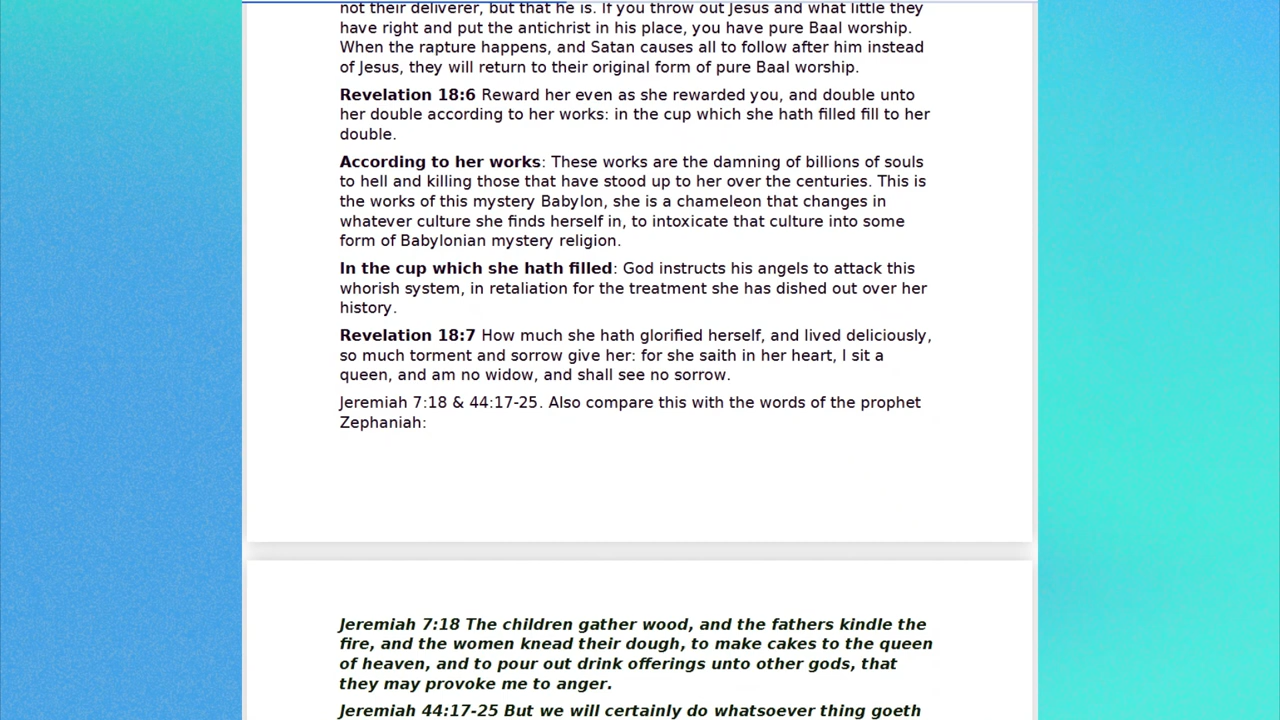 not their deliverer, but that he is. If you throw out Jesus and what little they
have right and put the antichrist in his place, you have pure Baal worship.
When the rapture happens, and Satan causes all to follow after him instead
of Jesus, they will return to their original form of pure Baal worship.
Revelation 18:6 Reward her even as she rewarded you, and double unto
her double according to her works: in the cup which she hath filled fill to her
double.
According to her works: These works are the damning of billions of souls
to hell and killing those that have stood up to her over the centuries. This is
the works of this mystery Babylon, she is a chameleon that changes in
whatever culture she finds herself in, to intoxicate that culture into some
form of Babylonian mystery religion.
In the cup which she hath filled: God instructs his angels to attack this
whorish system, in retaliation for the treatment she has dished out over her
history.
Revelation 18:7 How much she hath glorified herself, and lived deliciously,
so much torment and sorrow give her: for she saith in her heart, I sit a
queen, and am no widow, and shall see no sorrow.
Jeremiah 7:18 & 44:17-25. Also compare this with the words of the prophet
Zephaniah:
Jeremiah 7:18 The children gather wood, and the fathers kindle the
fire, and the women knead their dough, to make cakes to the queen
of heaven, and to pour out drink offerings unto other gods, that
they may provoke me to anger.
Jeremiah 44:17-25 But we will certainly do whatsoever thing goeth